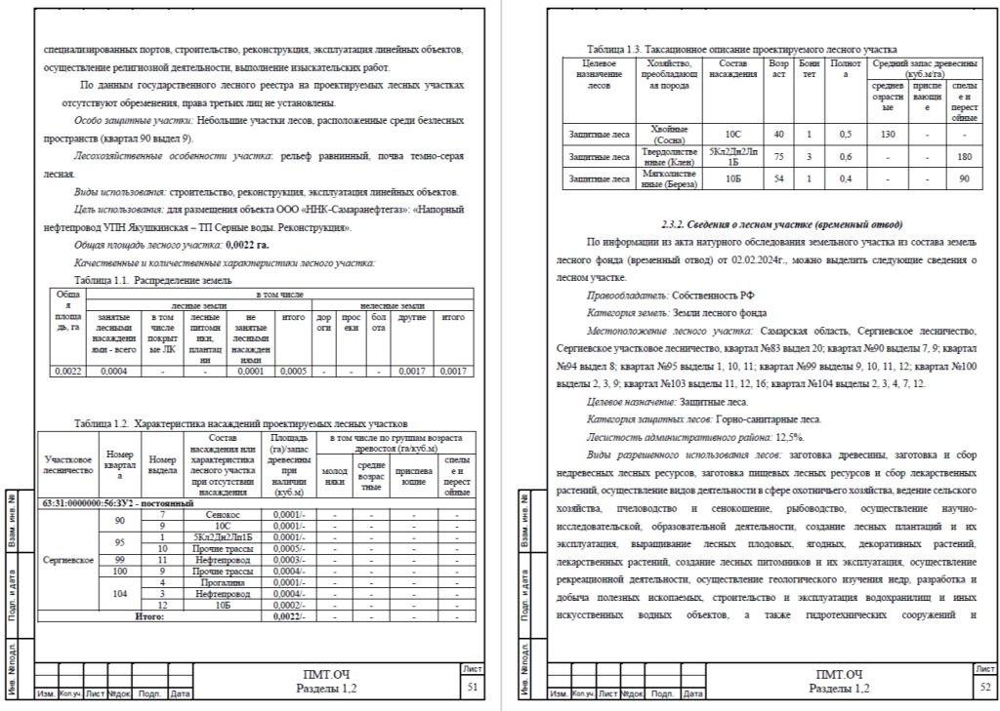 специализированных портов, строительство, реконструкция, эксплуатация линейных объектов,
осуществление религиозной деятельности, выполнение изыскательских работ.
По данным государственного лесного реестра на проектируемых лесных участках
отсутствуют обременения, права третьих лиц не установлены.
Особо защитные участки: Небольшие участки лесов, расположенные среди безлесных
пространств (квартал 90 выдел 9).
Лесохозяйственные особенности участка: рельеф равнинный, почва темно-серая
лесная.
Виды использования: строительство, реконструкция, эксплуатация линейных объектов.
Цель использования: для размещения объекта ООО «ННК-Самаранефтегаз»: «Напорный
нефтепровод УПН Якушкинская – ТП Серные воды. Реконструкция».
Общая площадь лесного участка: 0,0022 га.
Качественные и количественные характеристики лесного участка:
Таблица 1.1. Распределение земель
Общая площадь, га | в том числе
лесные земли | нелесные земли
занятые лесными насаждениями - всего | в том числе покрытые ЛК | лесные питомники, плантации | не занятые лесными насаждениями | итого | дороги | просеки | болота | другие | итого
0,0022 | 0,0004 | - | - | 0,0001 | 0,0005 | - | - | - | 0,0017 | 0,0017
Таблица 1.2. Характеристика насаждений проектируемых лесных участков
Участковое лесничество | Номер квартала | Номер выдела | Состав насаждения или характеристика лесного участка при отсутствии насаждения | Площадь (га)/запас древесины при наличии (куб.м) | в том числе по группам возраста древостоя (га/куб.м)
молодняки | средневозрастные | приспевающие | спелые и перестойные
63:31:0000000:56:ЗУ2 - постоянный
Сергиевское | 90 | 7 | Сенокос | 0,0001/- | - | - | - | -
9 | 10С | 0,0001/- | - | - | - | -
95 | 1 | 5Кл2Дн2Лп1Б | 0,0001/- | - | - | - | -
10 | Прочие трассы | 0,0005/- | - | - | - | -
99 | 11 | Нефтепровод | 0,0003/- | - | - | - | -
100 | 9 | Прочие трассы | 0,0004/- | - | - | - | -
104 | 4 | Прогалина | 0,0001/- | - | - | - | -
3 | Нефтепровод | 0,0004/- | - | - | - | -
12 | 10Б | 0,0002/- | - | - | - | -
Итого: | 0,0022/- | - | - | - | -
Взам. инв. №
Подп. и дата
Инв. №подл.
Изм. Кол.уч. Лист №док. Подп. Дата
ПМТ.ОЧ
Разделы 1,2
Лист
51
Таблица 1.3. Таксационное описание проектируемого лесного участка
Целевое назначение лесов | Хозяйство, преобладающая порода | Состав насаждения | Возраст | Бонитет | Полнота | Средний запас древесины (куб.м/га)
средневозрастные | приспевающие | спелые и перестойные
Защитные леса | Хвойные (Сосна) | 10С | 40 | 1 | 0,5 | 130 | - | -
Защитные леса | Твердолиственные (Клен) | 5Кл2Дн2Лп1Б | 75 | 3 | 0,6 | - | - | 180
Защитные леса | Мягколиственные (Береза) | 10Б | 54 | 1 | 0,4 | - | - | 90
2.3.2. Сведения о лесном участке (временный отвод)
По информации из акта натурного обследования земельного участка из состава земель
лесного фонда (временный отвод) от 02.02.2024г., можно выделить следующие сведения о
лесном участке.
Правообладатель: Собственность РФ
Категория земель: Земли лесного фонда
Местоположение лесного участка: Самарская область, Сергиевское лесничество,
Сергиевское участковое лесничество, квартал №83 выдел 20; квартал №90 выделы 7, 9; квартал
№94 выдел 8; квартал №95 выделы 1, 10, 11; квартал №99 выделы 9, 10, 11, 12; квартал №100
выделы 2, 3, 9; квартал №103 выделы 11, 12, 16; квартал №104 выделы 2, 3, 4, 7, 12.
Целевое назначение: Защитные леса.
Категория защитных лесов: Горно-санитарные леса.
Лесистость административного района: 12,5%.
Виды разрешенного использования лесов: заготовка древесины, заготовка и сбор
недревесных лесных ресурсов, заготовка пищевых лесных ресурсов и сбор лекарственных
растений, осуществление видов деятельности в сфере охотничьего хозяйства, ведение сельского
хозяйства, пчеловодство и сенокошение, рыбоводство, осуществление научно-
исследовательской, образовательной деятельности, создание лесных плантаций и их
эксплуатация, выращивание лесных плодовых, ягодных, декоративных растений,
лекарственных растений, создание лесных питомников и их эксплуатация, осуществление
рекреационной деятельности, осуществление геологического изучения недр, разработка и
добыча полезных ископаемых, строительство и эксплуатация водохранилищ и иных
искусственных водных объектов, а также гидротехнических сооружений и
Взам. инв. №
Подп. и дата
Инв. №подл.
Изм. Кол.уч. Лист №док. Подп. Дата
ПМТ.ОЧ
Разделы 1,2
Лист
52